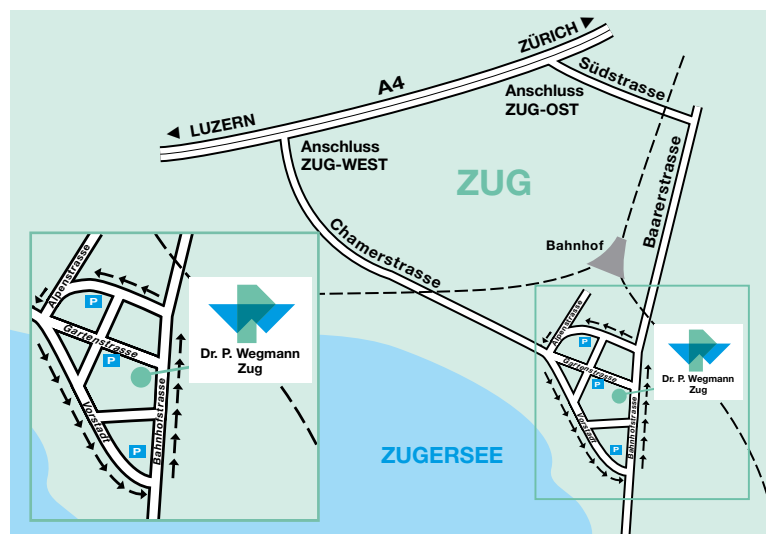 ZÜRICH
A4
LUZERN
Südstrasse
Anschluss
ZUG-OST
Anschluss
ZUG-WEST
ZUG
Baarerstrasse
Chamerstrasse
Bahnhof
Alpenstrasse
P
Gartenstrasse
P
Vorstadt
Bahnhofstrasse
P
Dr. P. Wegmann
Zug
Alpenstrasse
P
Gartenstrasse
P
Vorstadt
Bahnhofstrasse
P
Dr. P. Wegmann
Zug
ZUGERSEE